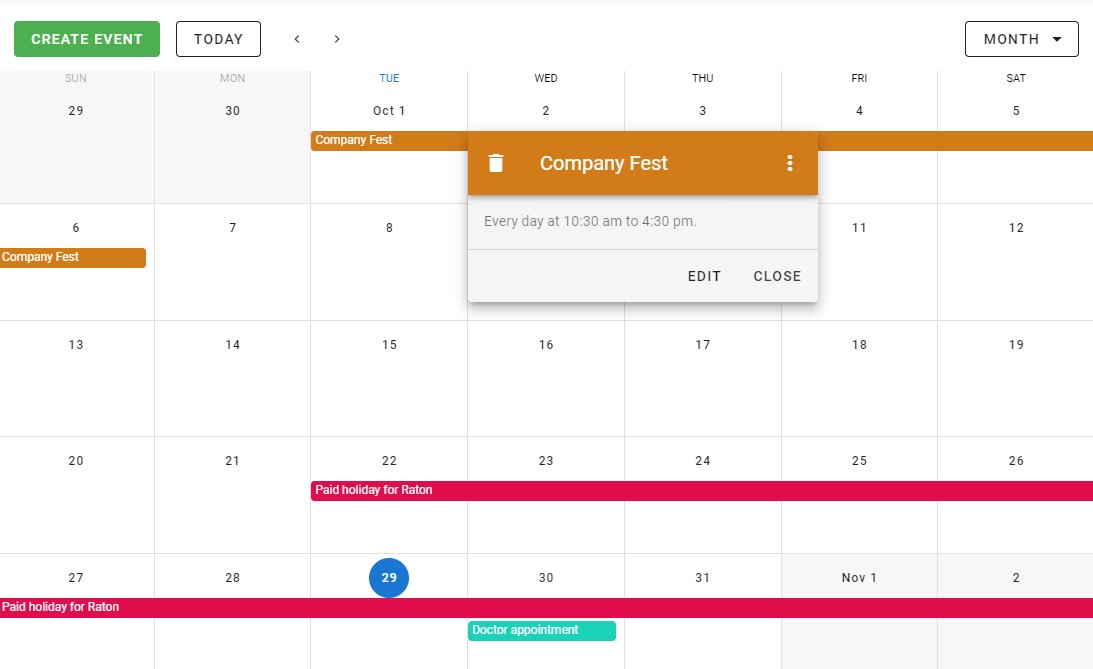 CREATE EVENT TODAY < > MONTH
SUN MON TUE WED THU FRI SAT
29 30 Oct 1 2 3 4 5
Company Fest
Company Fest
Every day at 10:30 am to 4:30 pm.
EDIT CLOSE
6 7 8 11 12
Company Fest
13 14 15 16 17 18 19
20 21 22 23 24 25 26
Paid holiday for Raton
27 28 29 30 31 Nov 1 2
Paid holiday for Raton
Doctor appointment